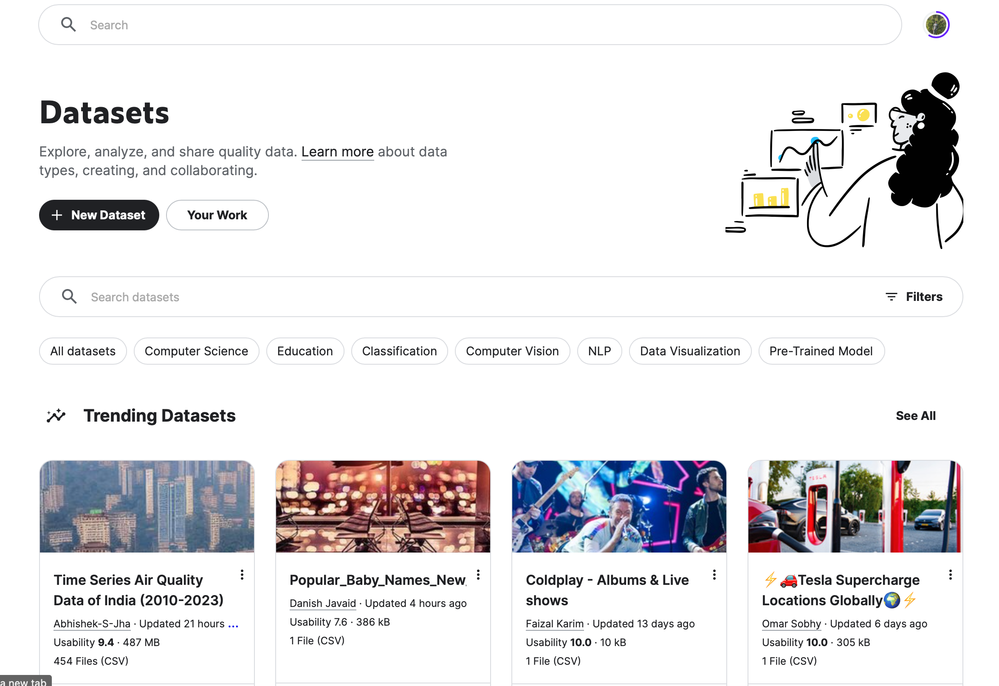 Search
Datasets
Explore, analyze, and share quality data. Learn more about data
types, creating, and collaborating.
+ New Dataset
Your Work
Search datasets
Filters
All datasets
Computer Science
Education
Classification
Computer Vision
NLP
Data Visualization
Pre-Trained Model
Trending Datasets
See All
TESLA
Time Series Air Quality
Data of India (2010-2023)
Abhishek-S-Jha · Updated 21 hours ...
Usability 9.4 · 487 MB
454 Files (CSV)
Popular_Baby_Names_New
Danish Javaid · Updated 4 hours ago
Usability 7.6 · 386 kB
1 File (CSV)
Coldplay - Albums & Live
shows
Faizal Karim · Updated 13 days ago
Usability 10.0 · 10 kB
1 File (CSV)
⚡🚗Tesla Supercharge
Locations Globally🌍⚡
Omar Sobhy · Updated 6 days ago
Usability 10.0 · 305 kB
1 File (CSV)
a new tab